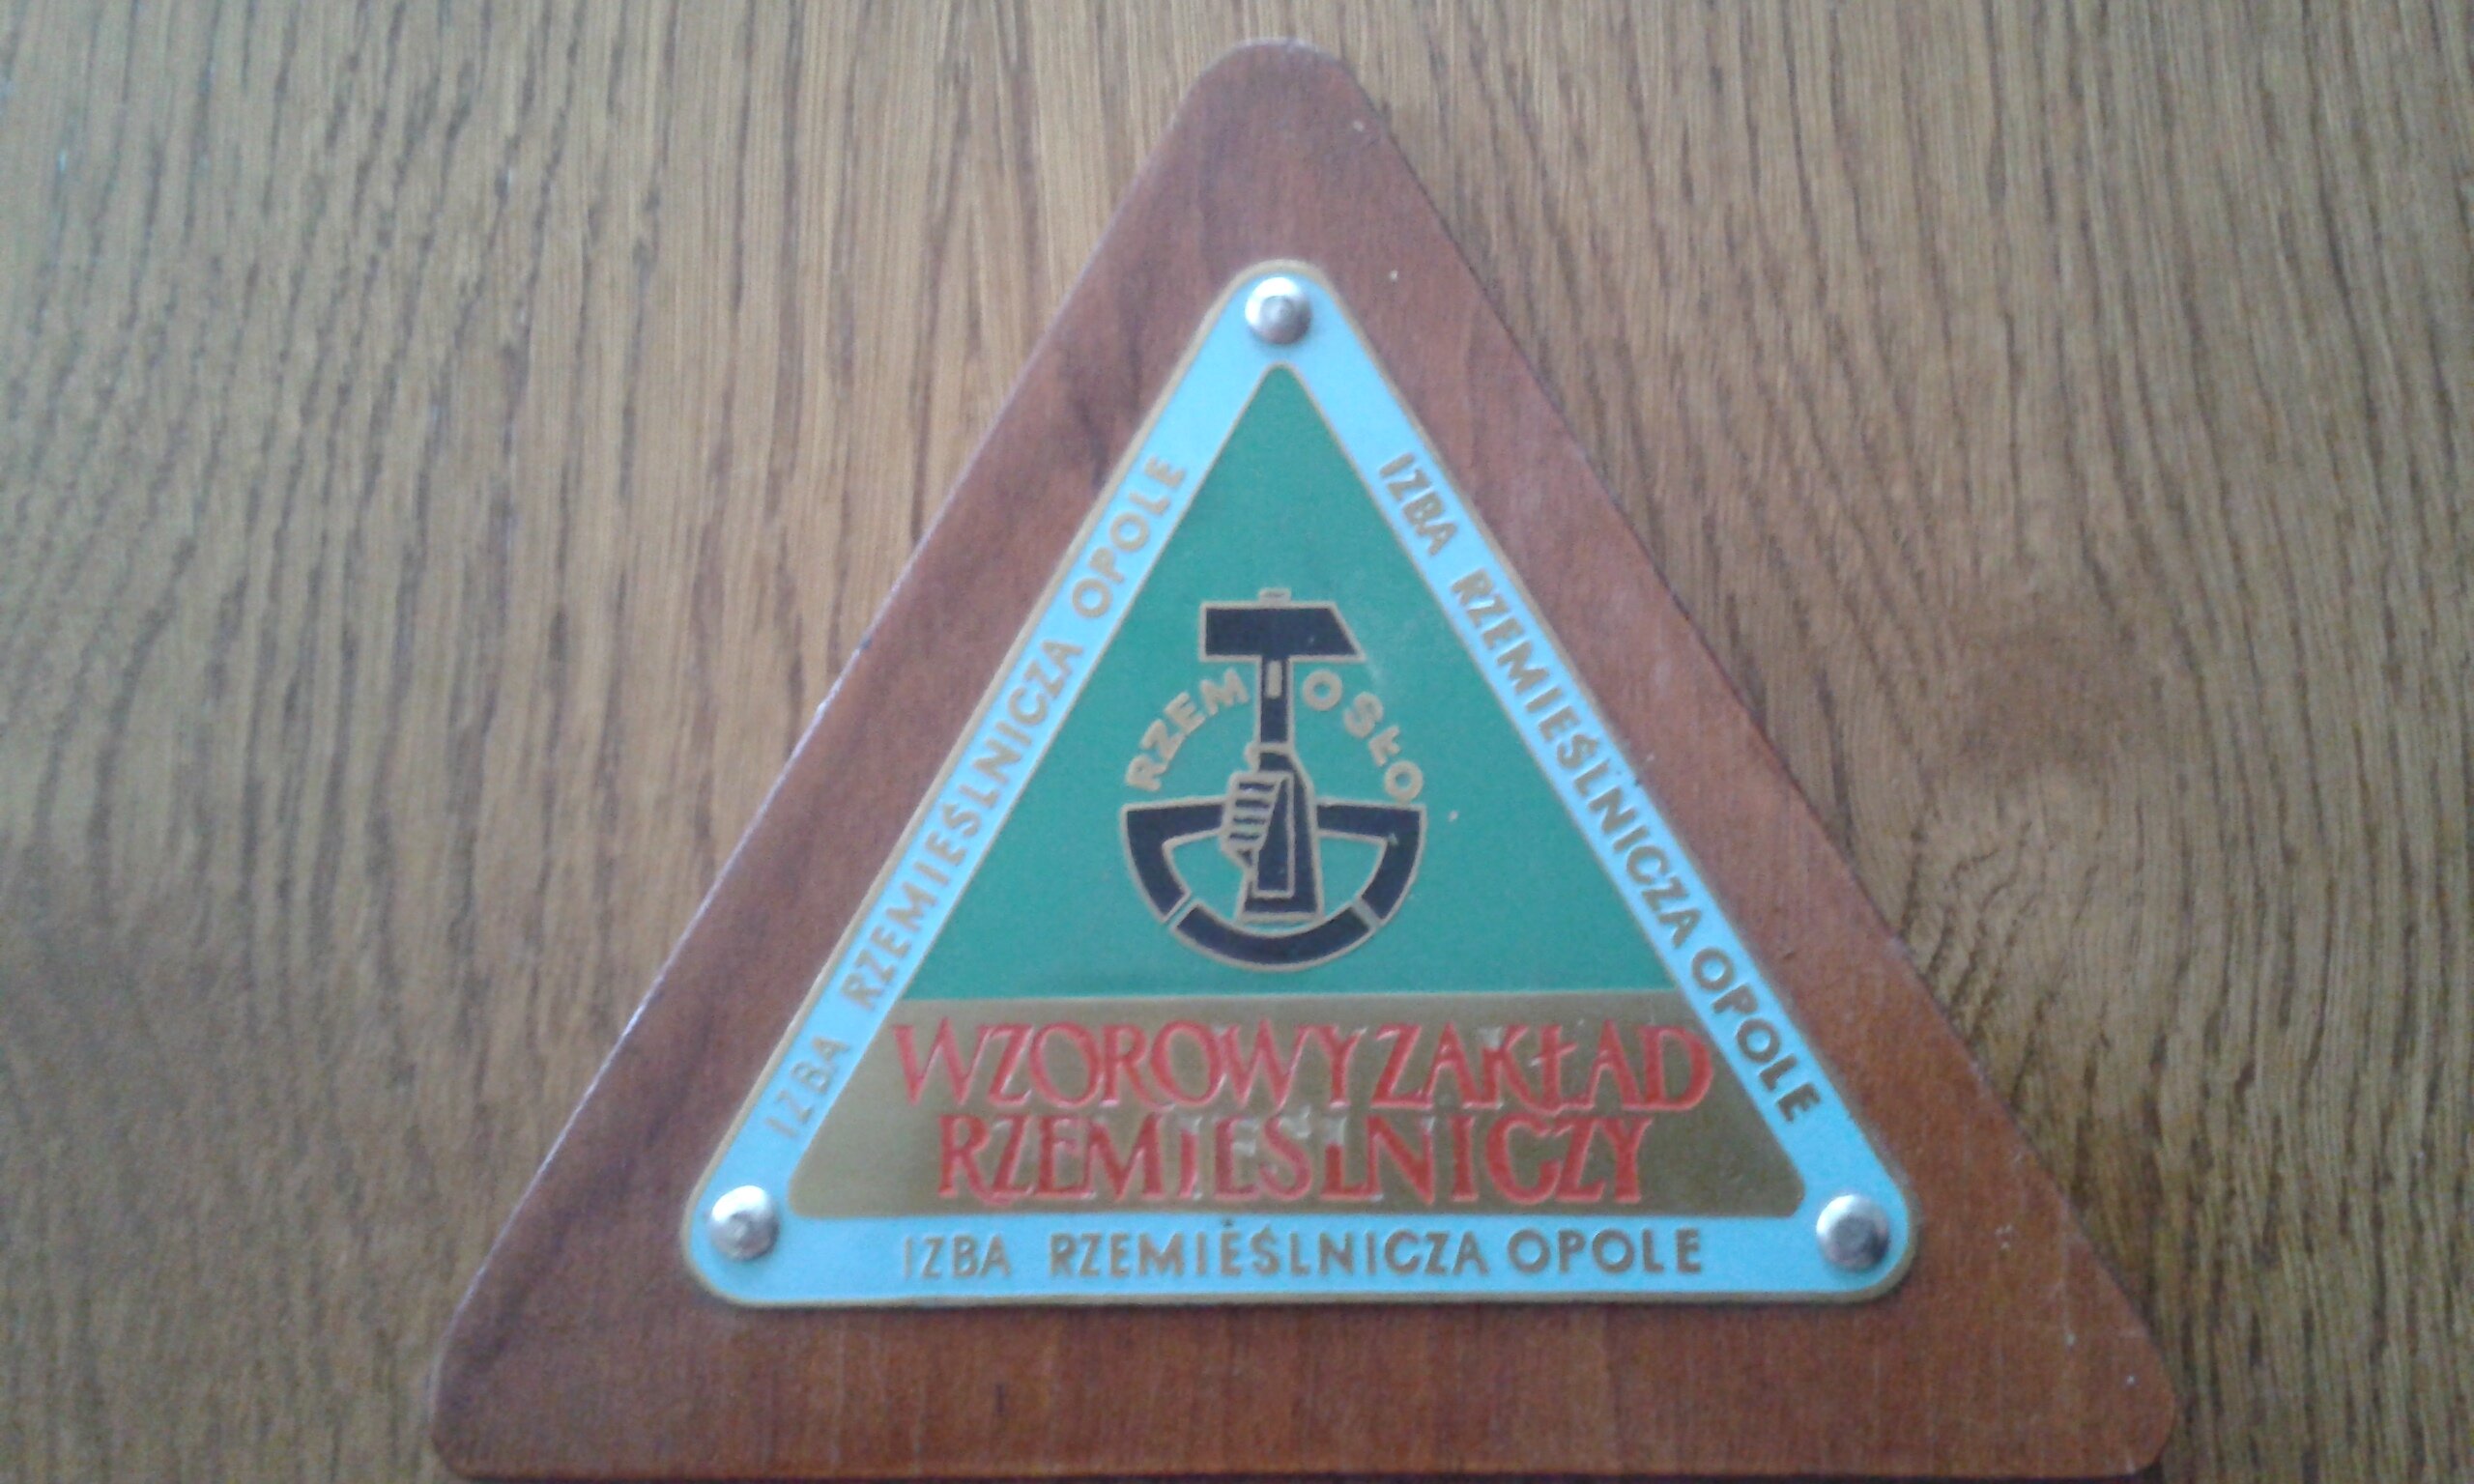 IZBA RZEMIEŚLNICZA OPOLE
IZBA RZEMIEŚLNICZA OPOLE
RZEMIOSŁO
WZOROWY ZAKŁAD
RZEMIEŚLNICZY
IZBA RZEMIEŚLNICZA OPOLE